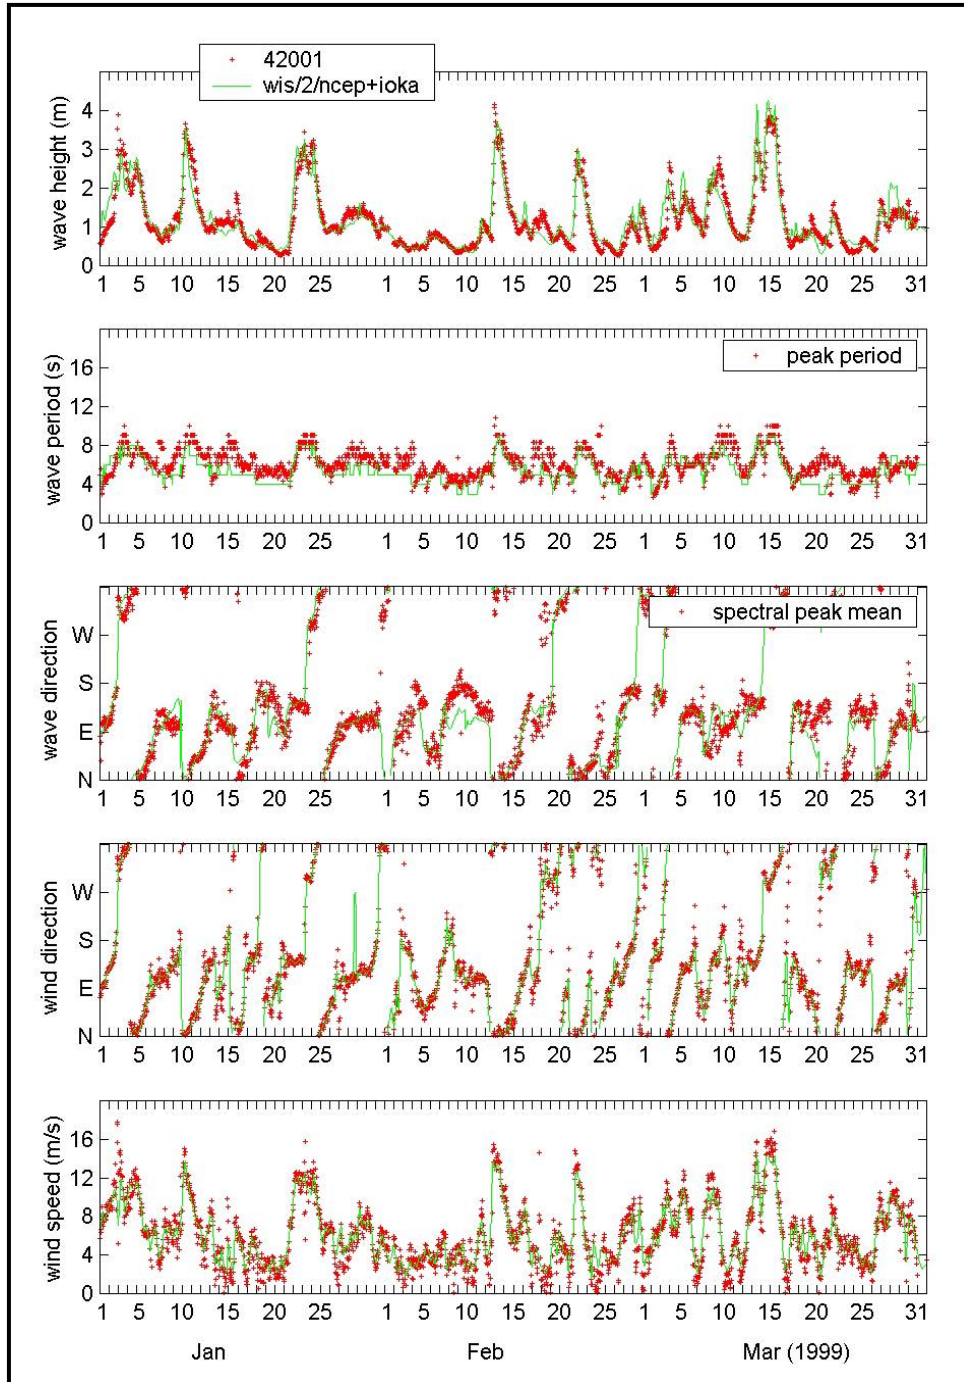 42001
wis/2/ncep+ioka
wave height (m)
4
3
2
1
0
1 5 10 15 20 25 1 5 10 15 20 25 1 5 10 15 20 25 31
wave period (s)
16
12
8
4
0
peak period
1 5 10 15 20 25 1 5 10 15 20 25 1 5 10 15 20 25 31
wave direction
W
S
E
N
spectral peak mean
1 5 10 15 20 25 1 5 10 15 20 25 1 5 10 15 20 25 31
wind direction
W
S
E
N
1 5 10 15 20 25 1 5 10 15 20 25 1 5 10 15 20 25 31
wind speed (m/s)
16
12
8
4
0
1 5 10 15 20 25 1 5 10 15 20 25 1 5 10 15 20 25 31
Jan Feb Mar (1999)